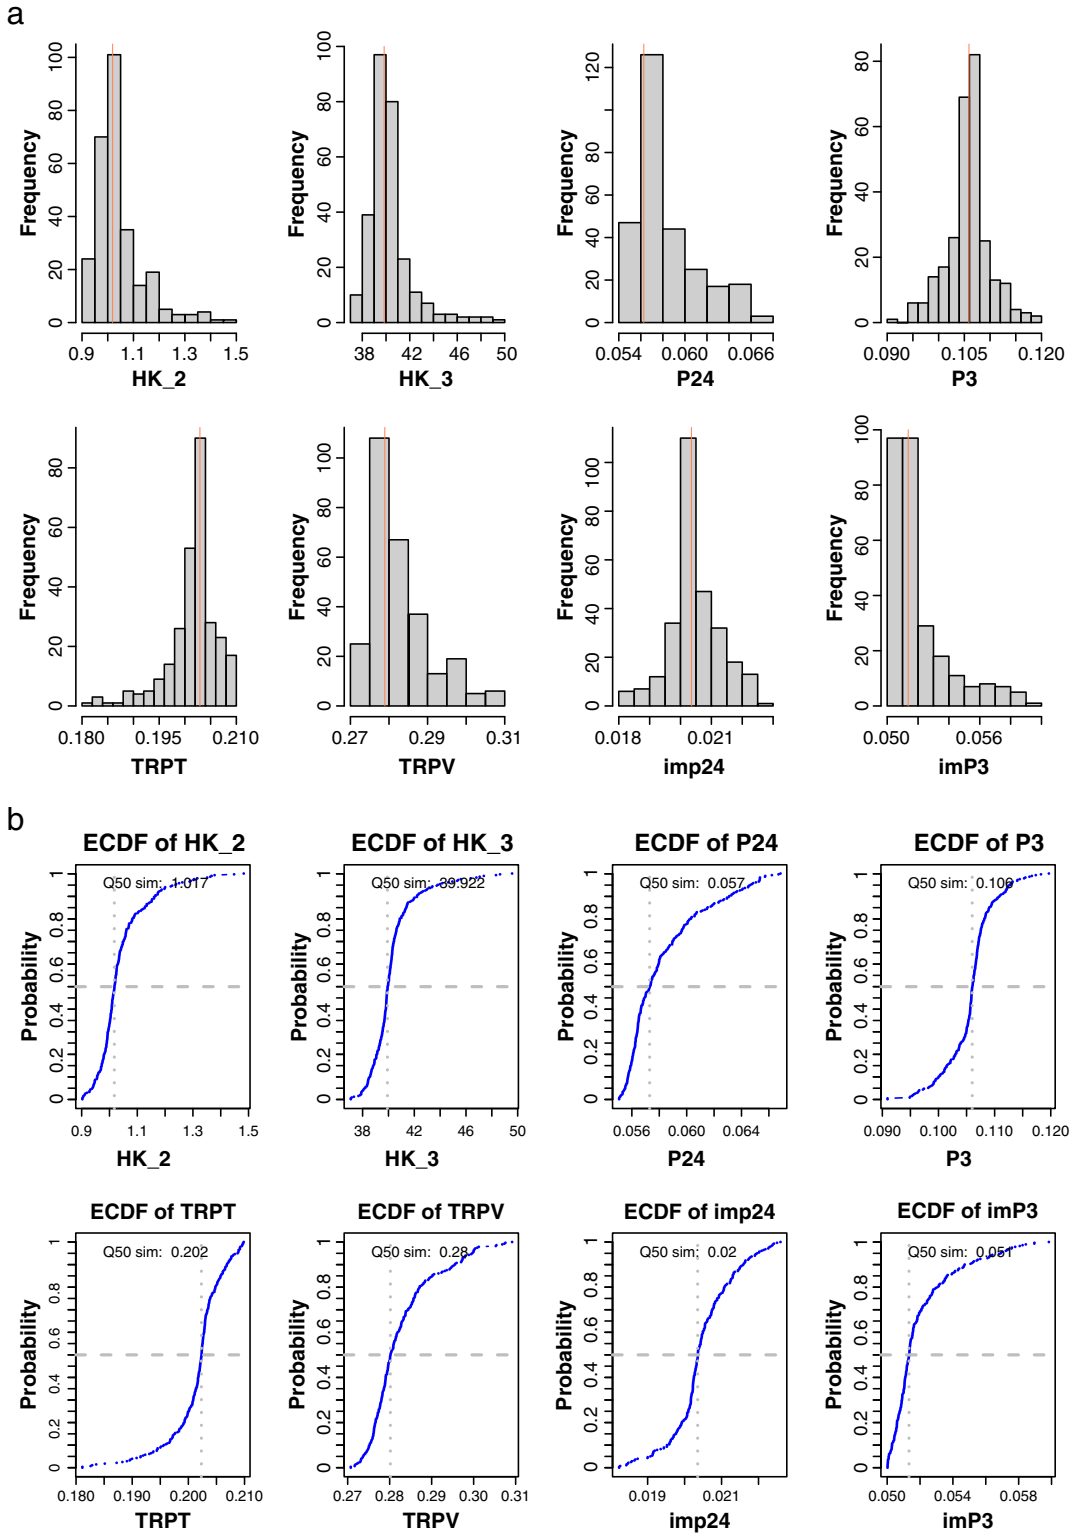 a
Frequency 0 20 40 60 80 100 0.9 1.1 1.3 1.5 HK_2
Frequency 0 20 40 60 80 100 38 42 46 50 HK_3
Frequency 0 20 40 60 80 120 0.054 0.060 0.066 P24
Frequency 0 20 40 60 80 0.090 0.105 0.120 P3
Frequency 0 20 40 60 80 0.180 0.195 0.210 TRPT
Frequency 0 20 40 60 80 100 0.27 0.29 0.31 TRPV
Frequency 0 20 40 60 80 100 0.018 0.021 imp24
Frequency 0 20 40 60 80 100 0.050 0.056 imP3
b
ECDF of HK_2
Q50 sim: 1.017
Probability 0 0.2 0.4 0.6 0.8 1
0.9 1.1 1.3 1.5
HK_2
ECDF of HK_3
Q50 sim: 39.922
Probability 0 0.2 0.4 0.6 0.8 1
38 42 46 50
HK_3
ECDF of P24
Q50 sim: 0.057
Probability 0 0.2 0.4 0.6 0.8 1
0.056 0.060 0.064
P24
ECDF of P3
Q50 sim: 0.106
Probability 0 0.2 0.4 0.6 0.8 1
0.090 0.100 0.110 0.120
P3
ECDF of TRPT
Q50 sim: 0.202
Probability 0 0.2 0.4 0.6 0.8 1
0.180 0.190 0.200 0.210
TRPT
ECDF of TRPV
Q50 sim: 0.28
Probability 0 0.2 0.4 0.6 0.8 1
0.27 0.28 0.29 0.30 0.31
TRPV
ECDF of imp24
Q50 sim: 0.02
Probability 0 0.2 0.4 0.6 0.8 1
0.019 0.021
imp24
ECDF of imP3
Q50 sim: 0.051
Probability 0 0.2 0.4 0.6 0.8 1
0.050 0.054 0.058
imP3